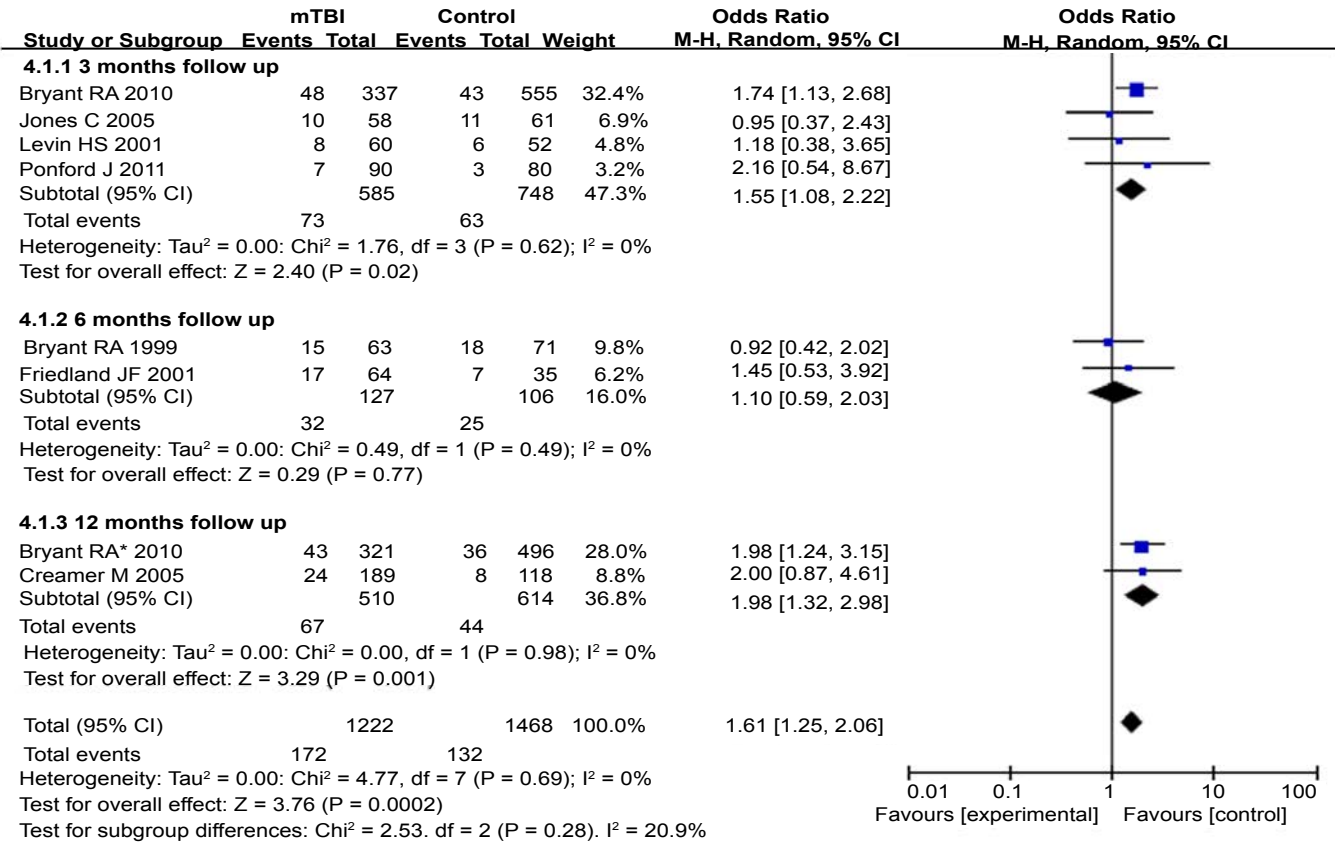 mTBI Control Odds Ratio Odds Ratio
Study or Subgroup Events Total Events Total Weight M-H, Random, 95% CI M-H, Random, 95% CI
4.1.1 3 months follow up
Bryant RA 2010 48 337 43 555 32.4% 1.74 [1.13, 2.68]
Jones C 2005 10 58 11 61 6.9% 0.95 [0.37, 2.43]
Levin HS 2001 8 60 6 52 4.8% 1.18 [0.38, 3.65]
Ponford J 2011 7 90 3 80 3.2% 2.16 [0.54, 8.67]
Subtotal (95% CI) 585 748 47.3% 1.55 [1.08, 2.22]
Total events 73 63
Heterogeneity: Tau² = 0.00: Chi² = 1.76, df = 3 (P = 0.62); I² = 0%
Test for overall effect: Z = 2.40 (P = 0.02)
4.1.2 6 months follow up
Bryant RA 1999 15 63 18 71 9.8% 0.92 [0.42, 2.02]
Friedland JF 2001 17 64 7 35 6.2% 1.45 [0.53, 3.92]
Subtotal (95% CI) 127 106 16.0% 1.10 [0.59, 2.03]
Total events 32 25
Heterogeneity: Tau² = 0.00: Chi² = 0.49, df = 1 (P = 0.49); I² = 0%
Test for overall effect: Z = 0.29 (P = 0.77)
4.1.3 12 months follow up
Bryant RA* 2010 43 321 36 496 28.0% 1.98 [1.24, 3.15]
Creamer M 2005 24 189 8 118 8.8% 2.00 [0.87, 4.61]
Subtotal (95% CI) 510 614 36.8% 1.98 [1.32, 2.98]
Total events 67 44
Heterogeneity: Tau² = 0.00: Chi² = 0.00, df = 1 (P = 0.98); I² = 0%
Test for overall effect: Z = 3.29 (P = 0.001)
Total (95% CI) 1222 1468 100.0% 1.61 [1.25, 2.06]
Total events 172 132
Heterogeneity: Tau² = 0.00: Chi² = 4.77, df = 7 (P = 0.69); I² = 0%
Test for overall effect: Z = 3.76 (P = 0.0002)
Test for subgroup differences: Chi² = 2.53. df = 2 (P = 0.28). I² = 20.9%
0.01 0.1 1 10 100
Favours [experimental] Favours [control]